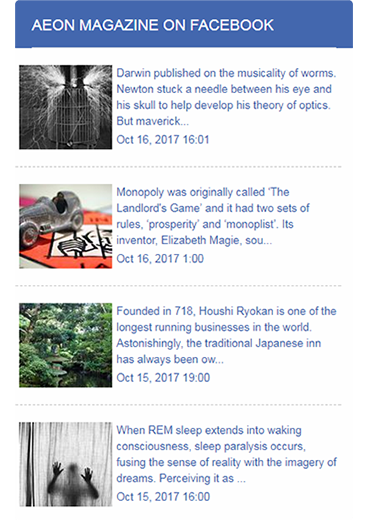 AEON MAGAZINE ON FACEBOOK
Darwin published on the musicality of worms.
Newton stuck a needle between his eye and
his skull to help develop his theory of optics.
But maverick...
Oct 16, 2017 16:01
Monopoly was originally called 'The
Landlord's Game' and it had two sets of
rules, 'prosperity' and 'monoplist'. Its
inventor, Elizabeth Magie, sou...
Oct 16, 2017 1:00
Founded in 718, Houshi Ryokan is one of the
longest running businesses in the world.
Astonishingly, the traditional Japanese inn
has always been ow...
Oct 15, 2017 19:00
When REM sleep extends into waking
consciousness, sleep paralysis occurs,
fusing the sense of reality with the imagery of
dreams. Perceiving it as ...
Oct 15, 2017 16:00